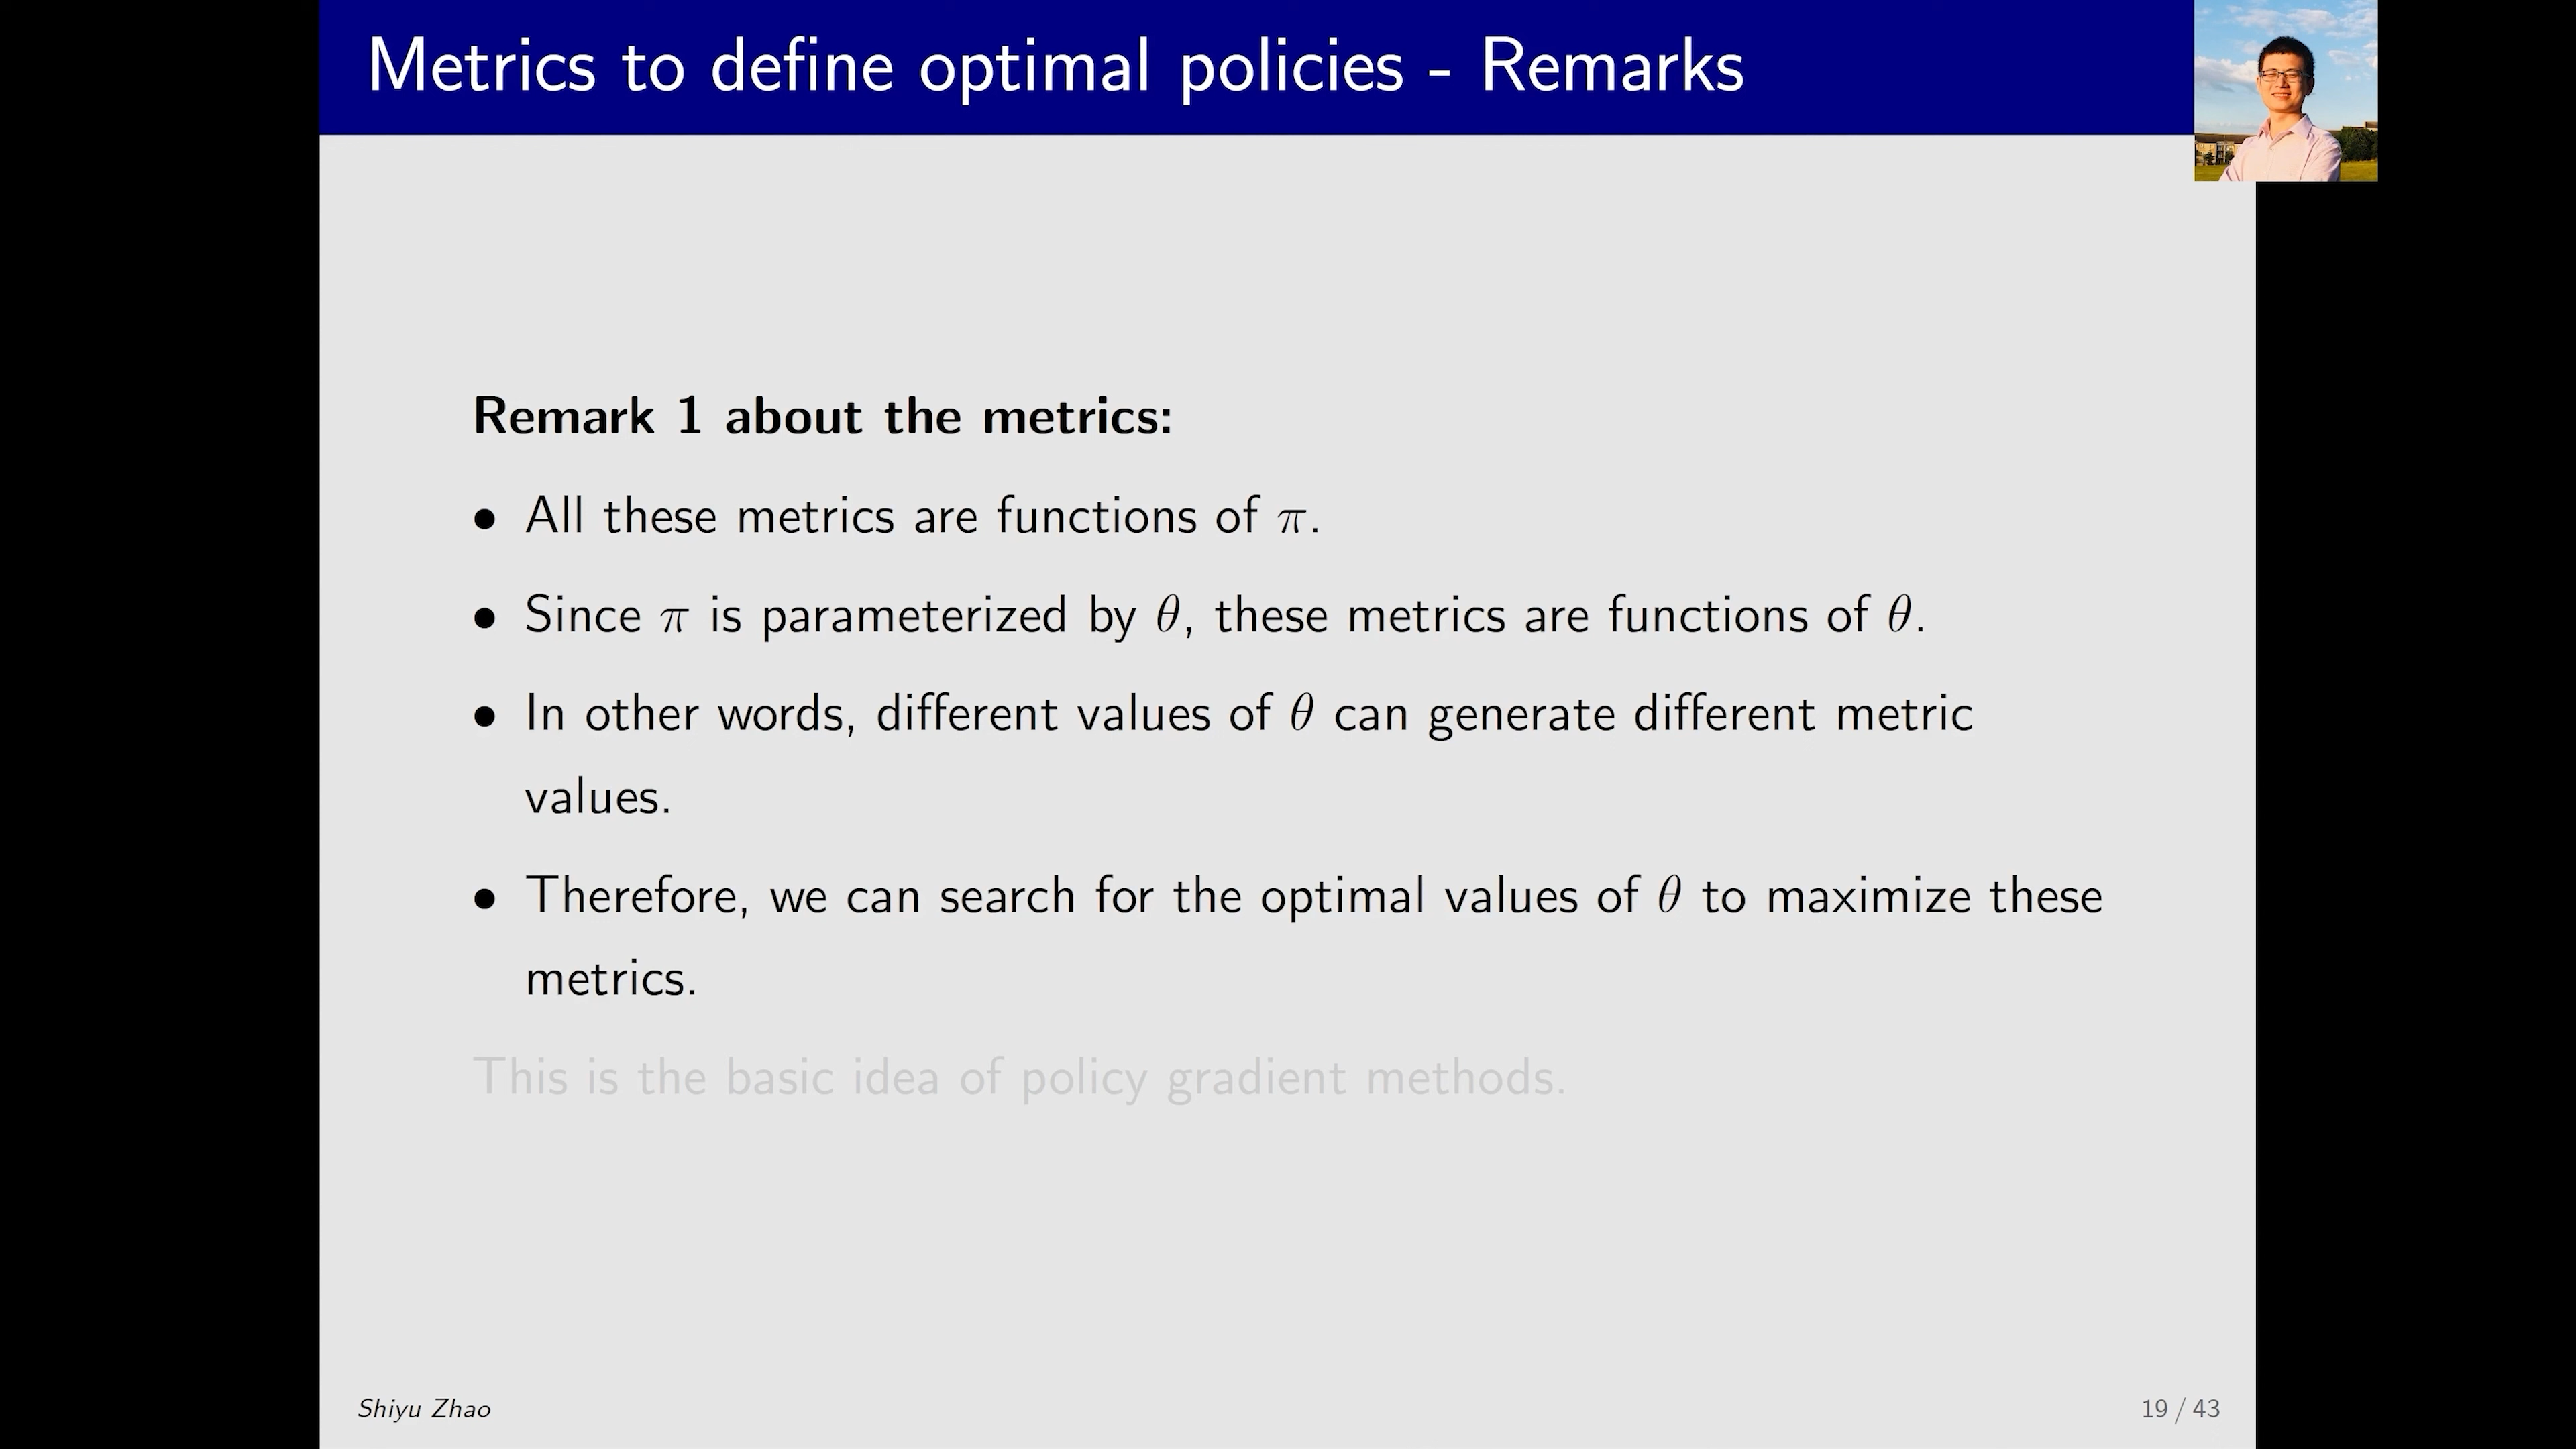 Metrics to define optimal policies - Remarks
Remark 1 about the metrics:
• All these metrics are functions of π.
• Since π is parameterized by θ, these metrics are functions of θ.
• In other words, different values of θ can generate different metric
values.
• Therefore, we can search for the optimal values of θ to maximize these
metrics.
This is the basic idea of policy gradient methods.
Shiyu Zhao
19 / 43